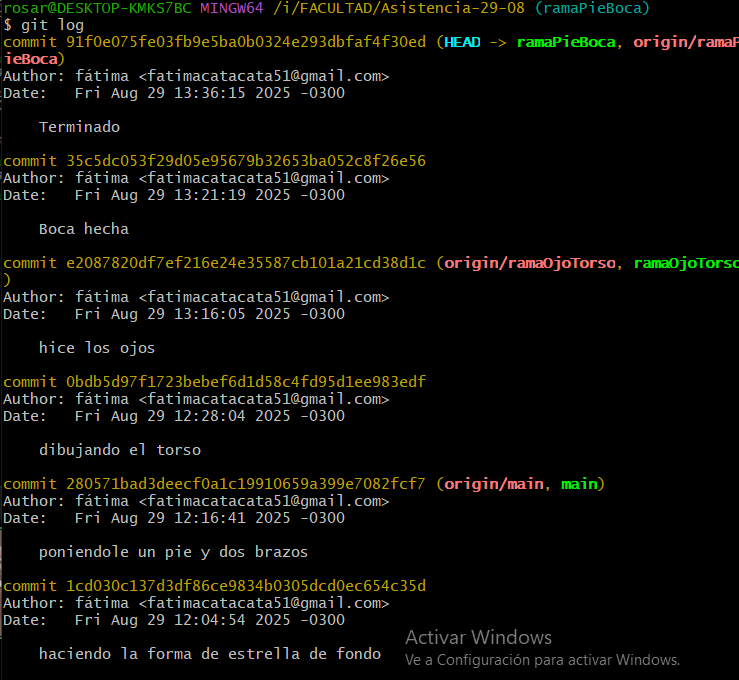 rosar@DESKTOP-KMKS7BC MINGW64 /i/FACULTAD/Asistencia-29-08 (ramaPieBoca)
$ git log
commit 91f0e075fe03fb9e5ba0b0324e293dbfaf4f30ed (HEAD -> ramaPieBoca, origin/ramaP
ieBoca)
Author: fátima <fatimacatacata51@gmail.com>
Date:   Fri Aug 29 13:36:15 2025 -0300

    Terminado

commit 35c5dc053f29d05e95679b32653ba052c8f26e56
Author: fátima <fatimacatacata51@gmail.com>
Date:   Fri Aug 29 13:21:19 2025 -0300

    Boca hecha

commit e2087820df7ef216e24e35587cb101a21cd38d1c (origin/ramaOjoTorso, ramaOjoTorso
)
Author: fátima <fatimacatacata51@gmail.com>
Date:   Fri Aug 29 13:16:05 2025 -0300

    hice los ojos

commit 0bdb5d97f1723bebef6d1d58c4fd95d1ee983edf
Author: fátima <fatimacatacata51@gmail.com>
Date:   Fri Aug 29 12:28:04 2025 -0300

    dibujando el torso

commit 280571bad3deecf0a1c19910659a399e7082fcf7 (origin/main, main)
Author: fátima <fatimacatacata51@gmail.com>
Date:   Fri Aug 29 12:16:41 2025 -0300

    poniendole un pie y dos brazos

commit 1cd030c137d3df86ce9834b0305dcd0ec654c35d
Author: fátima <fatimacatacata51@gmail.com>
Date:   Fri Aug 29 12:04:54 2025 -0300

    haciendo la forma de estrella de fondo
Activar Windows
Ve a Configuración para activar Windows.